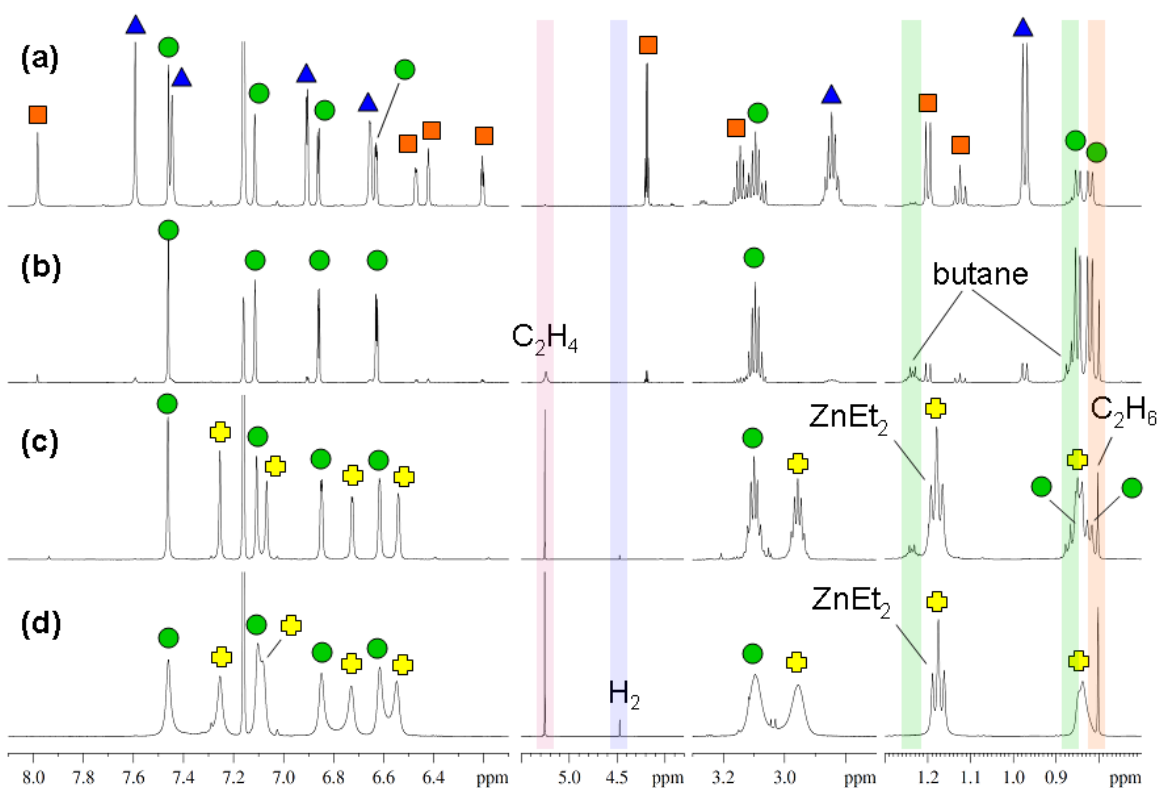 (a)
(b)
butane
C₂H₄
ZnEt₂
C₂H₆
(c)
ZnEt₂
(d)
H₂
8.0 7.8 7.6 7.4 7.2 7.0 6.8 6.6 6.4 ppm 5.0 4.5 ppm 3.2 3.0 ppm 1.2 1.1 1.0 0.9 ppm